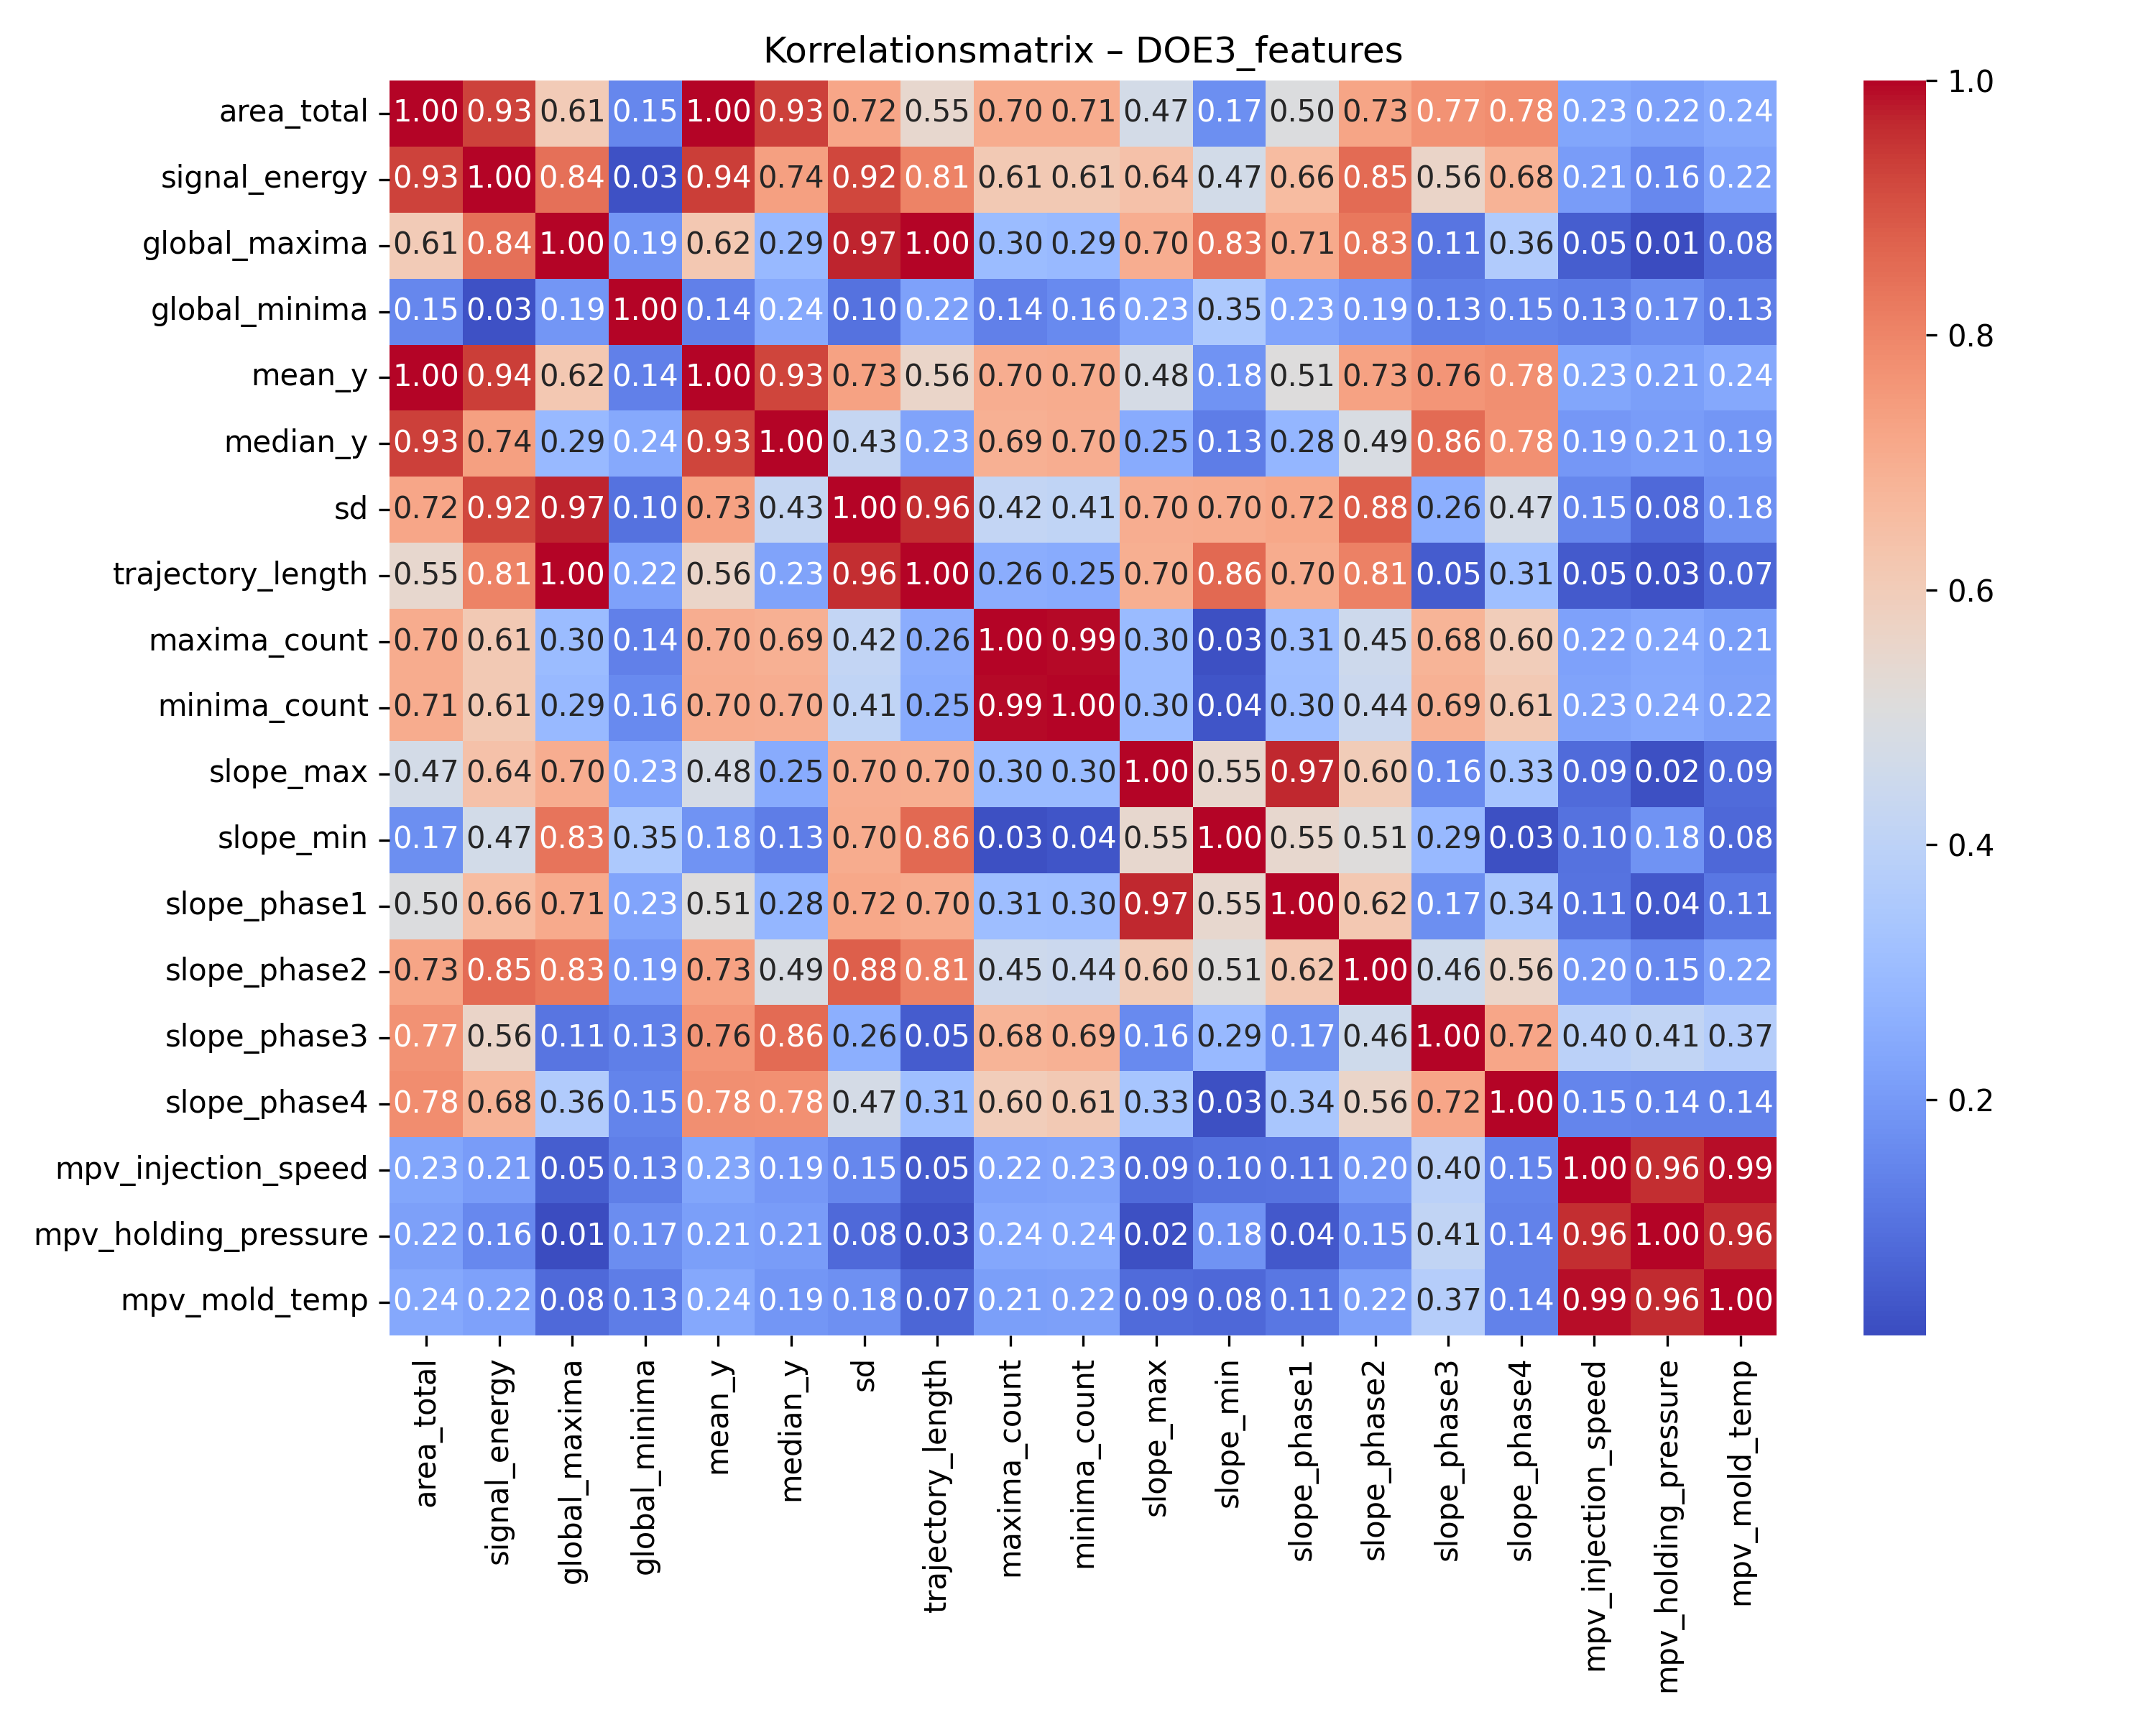 Korrelationsmatrix – DOE3_features
area_total 1.00 0.93 0.61 0.15 1.00 0.93 0.72 0.55 0.70 0.71 0.47 0.17 0.50 0.73 0.77 0.78 0.23 0.22 0.24
signal_energy 0.93 1.00 0.84 0.03 0.94 0.74 0.92 0.81 0.61 0.61 0.64 0.47 0.66 0.85 0.56 0.68 0.21 0.16 0.22
global_maxima 0.61 0.84 1.00 0.19 0.62 0.29 0.97 1.00 0.30 0.29 0.70 0.83 0.71 0.83 0.11 0.36 0.05 0.01 0.08
global_minima 0.15 0.03 0.19 1.00 0.14 0.24 0.10 0.22 0.14 0.16 0.23 0.35 0.23 0.19 0.13 0.15 0.13 0.17 0.13
mean_y 1.00 0.94 0.62 0.14 1.00 0.93 0.73 0.56 0.70 0.70 0.48 0.18 0.51 0.73 0.76 0.78 0.23 0.21 0.24
median_y 0.93 0.74 0.29 0.24 0.93 1.00 0.43 0.23 0.69 0.70 0.25 0.13 0.28 0.49 0.86 0.78 0.19 0.21 0.19
sd 0.72 0.92 0.97 0.10 0.73 0.43 1.00 0.96 0.42 0.41 0.70 0.70 0.72 0.88 0.26 0.47 0.15 0.08 0.18
trajectory_length 0.55 0.81 1.00 0.22 0.56 0.23 0.96 1.00 0.26 0.25 0.70 0.86 0.70 0.81 0.05 0.31 0.05 0.03 0.07
maxima_count 0.70 0.61 0.30 0.14 0.70 0.69 0.42 0.26 1.00 0.99 0.30 0.03 0.31 0.45 0.68 0.60 0.22 0.24 0.21
minima_count 0.71 0.61 0.29 0.16 0.70 0.70 0.41 0.25 0.99 1.00 0.30 0.04 0.30 0.44 0.69 0.61 0.23 0.24 0.22
slope_max 0.47 0.64 0.70 0.23 0.48 0.25 0.70 0.70 0.30 0.30 1.00 0.55 0.97 0.60 0.16 0.33 0.09 0.02 0.09
slope_min 0.17 0.47 0.83 0.35 0.18 0.13 0.70 0.86 0.03 0.04 0.55 1.00 0.55 0.51 0.29 0.03 0.10 0.18 0.08
slope_phase1 0.50 0.66 0.71 0.23 0.51 0.28 0.72 0.70 0.31 0.30 0.97 0.55 1.00 0.62 0.17 0.34 0.11 0.04 0.11
slope_phase2 0.73 0.85 0.83 0.19 0.73 0.49 0.88 0.81 0.45 0.44 0.60 0.51 0.62 1.00 0.46 0.56 0.20 0.15 0.22
slope_phase3 0.77 0.56 0.11 0.13 0.76 0.86 0.26 0.05 0.68 0.69 0.16 0.29 0.17 0.46 1.00 0.72 0.40 0.41 0.37
slope_phase4 0.78 0.68 0.36 0.15 0.78 0.78 0.47 0.31 0.60 0.61 0.33 0.03 0.34 0.56 0.72 1.00 0.15 0.14 0.14
mpv_injection_speed 0.23 0.21 0.05 0.13 0.23 0.19 0.15 0.05 0.22 0.23 0.09 0.10 0.11 0.20 0.40 0.15 1.00 0.96 0.99
mpv_holding_pressure 0.22 0.16 0.01 0.17 0.21 0.21 0.08 0.03 0.24 0.24 0.02 0.18 0.04 0.15 0.41 0.14 0.96 1.00 0.96
mpv_mold_temp 0.24 0.22 0.08 0.13 0.24 0.19 0.18 0.07 0.21 0.22 0.09 0.08 0.11 0.22 0.37 0.14 0.99 0.96 1.00
area_total
signal_energy
global_maxima
global_minima
mean_y
median_y
sd
trajectory_length
maxima_count
minima_count
slope_max
slope_min
slope_phase1
slope_phase2
slope_phase3
slope_phase4
mpv_injection_speed
mpv_holding_pressure
mpv_mold_temp
1.0
0.8
0.6
0.4
0.2